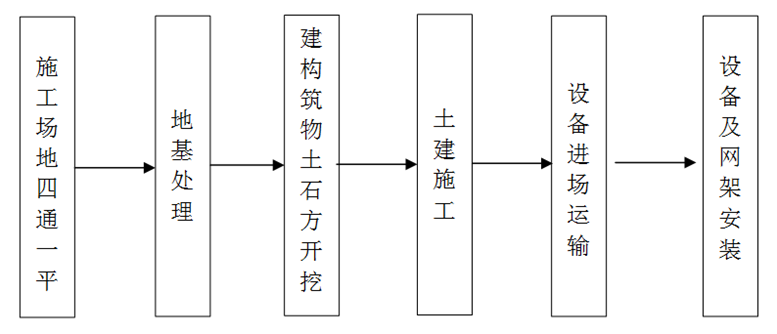 施工场地四通一平
地基处理
建构筑物土石方开挖
土建施工
设备进场运输
设备及网架安装